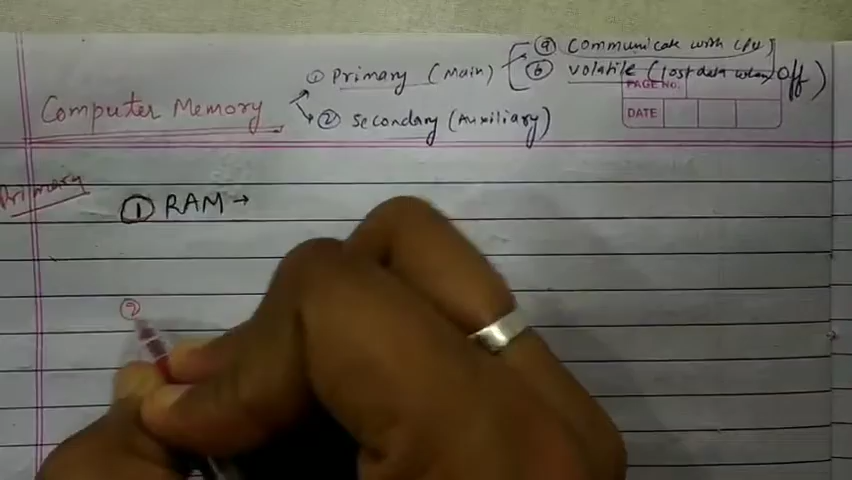 Computer Memory
① Primary (Main)
② Secondary (Auxiliary)
ⓐ Communicate with CPU
ⓑ Volatile (lost data when Off)
PAGE NO.
DATE
Primary
① RAM →
②